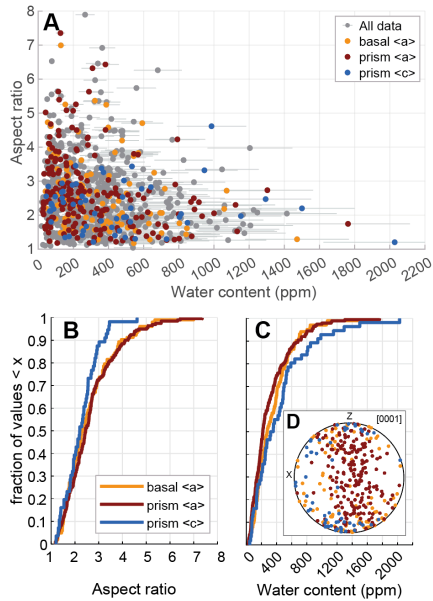 A
8
7
6
5
4
3
2
1
Aspect ratio
All data
basal <a>
prism <a>
prism <c>
0
200
400
600
800
1000
1200
1400
1600
1800
2000
2200
Water content (ppm)
B
C
1
0.9
0.8
0.7
0.6
0.5
0.4
0.3
0.2
0.1
0
fraction of values < x
basal <a>
prism <a>
prism <c>
D
Z
[0001]
X
1 2 3 4 5 6 7 8
0
400
800
1200
1600
2000
Aspect ratio
Water content (ppm)